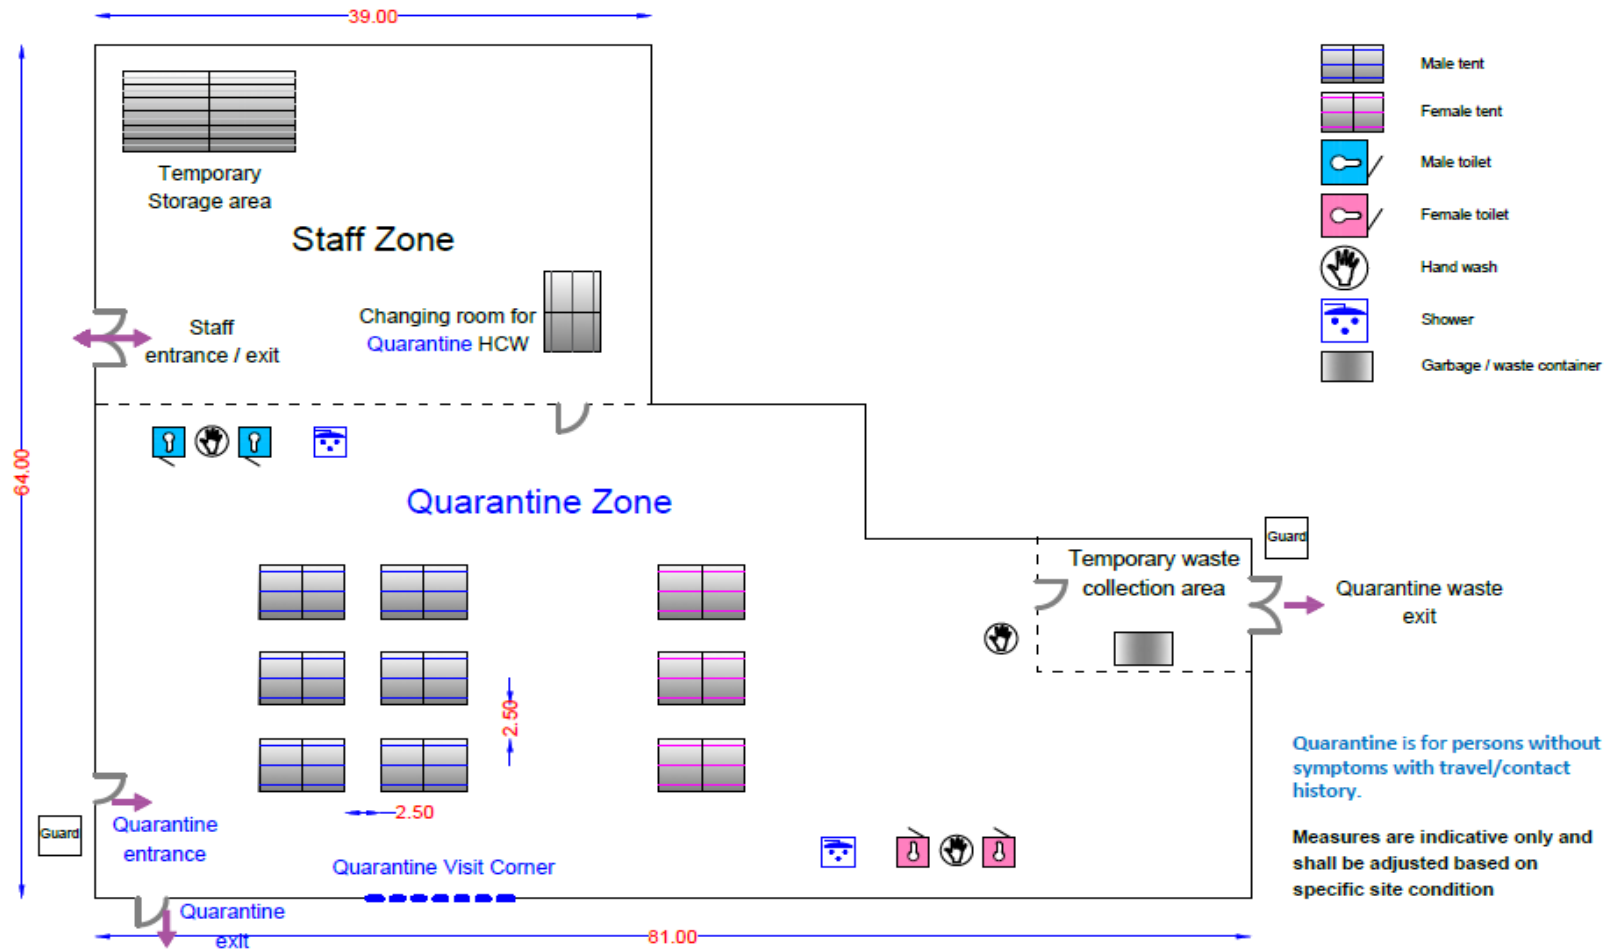 39.00
64.00
Temporary
Storage area
Staff Zone
Staff
entrance / exit
Changing room for
Quarantine HCW
Male tent
Female tent
Male toilet
Female toilet
Hand wash
Shower
Garbage / waste container
Quarantine Zone
Guard
Temporary waste
collection area
Quarantine waste
exit
2.50
2.50
Guard
Quarantine
entrance
Quarantine Visit Corner
Quarantine
exit
81.00
Quarantine is for persons without
symptoms with travel/contact
history.
Measures are indicative only and
shall be adjusted based on
specific site condition